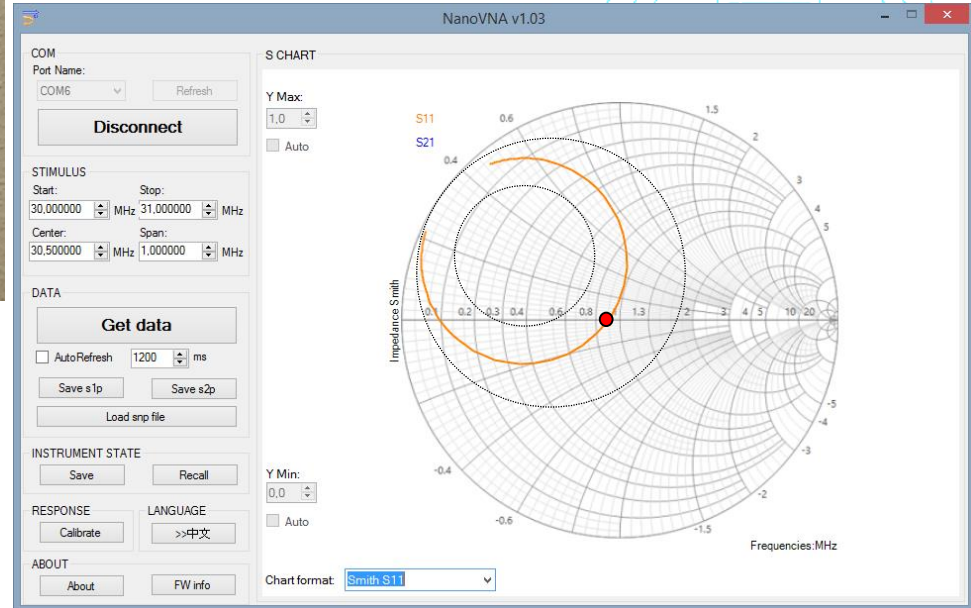 NanoVNA v1.03
COM
Port Name:
COM6
Refresh
Disconnect
STIMULUS
Start:
Stop:
30,000000 MHz 31,000000 MHz
Center:
Span:
30,500000 MHz 1,000000 MHz
DATA
Get data
AutoRefresh 1200 ms
Save s1p
Save s2p
Load snp file
INSTRUMENT STATE
Save
Recall
RESPONSE
LANGUAGE
Calibrate
>>中文
ABOUT
About
FW info
S CHART
Y Max:
1,0
Auto
S11
S21
0.6
1.5
2
0.4
3
4
5
Impedance Smith
0.2 0.3 0.4 0.8 1.3 2 3 4 5 10 20
-5
-4
-3
-0.4
-2
-0.6
-1.5
Y Min:
0,0
Auto
Frequencies:MHz
Chart format: Smith S11